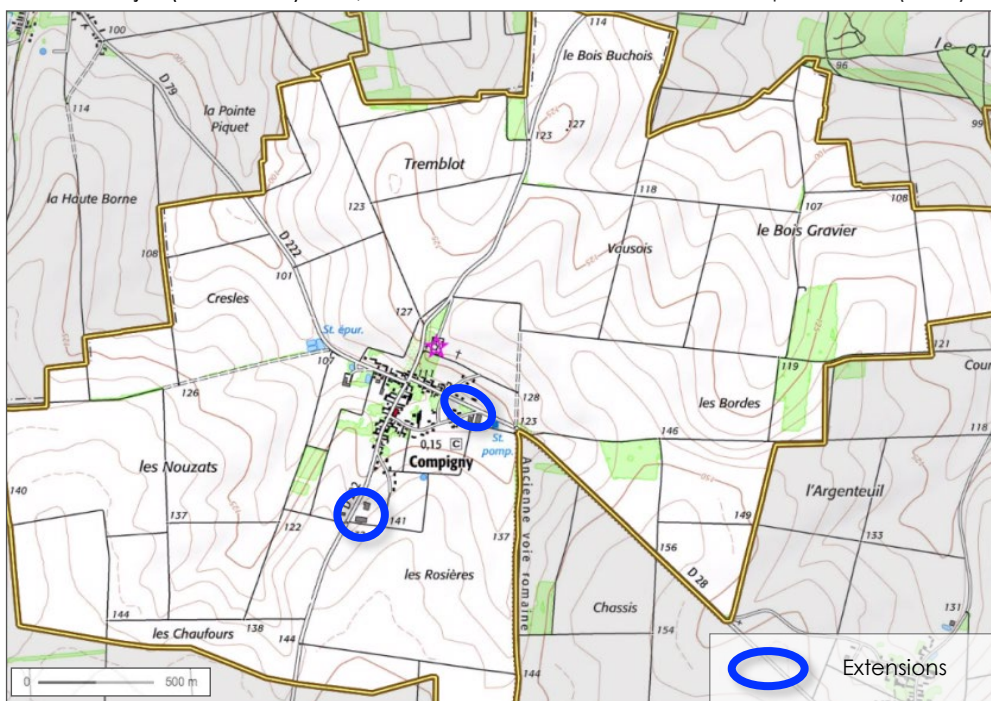 100
114
le Bois Buchois
le Qu
96
D 79
la Pointe
Piquet
114
127
123
99
Tremblot
125
la Haute Borne
118
107
108
123
D 222
le Bois Gravier
Vausois
108
101
Cresles
127
St. épur.
107
111
121
119
Cour
126
128
les Bordes
123
146
118
0,15
C
St.
pomp.
Compigny
les Nouzats
l'Argenteuil
140
137
122
141
137
149
133
Ancienne voie romaine
156
les Rosières
D 28
Chassis
131
144
138
les Chaufours
144
154
144
0
500 m
Extensions